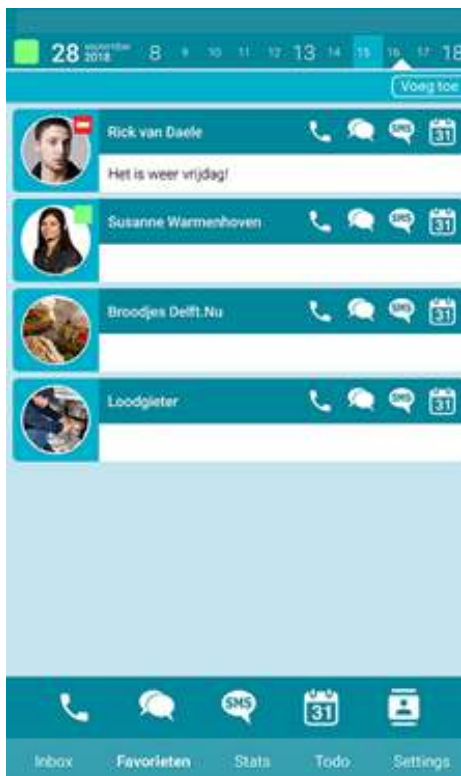 28 september 2018 8 9 10 11 12 13 14 15 16 17 18
Voeg toe
Rick van Daele
31
Het is weer vrijdag!
Susanne Warmenhoven
SMS 31
Broodjes Delft.Nu
SMS 31
Loodgieter
SMS 31
SMS 31
Inbox Favorieten Stats Todo Settings